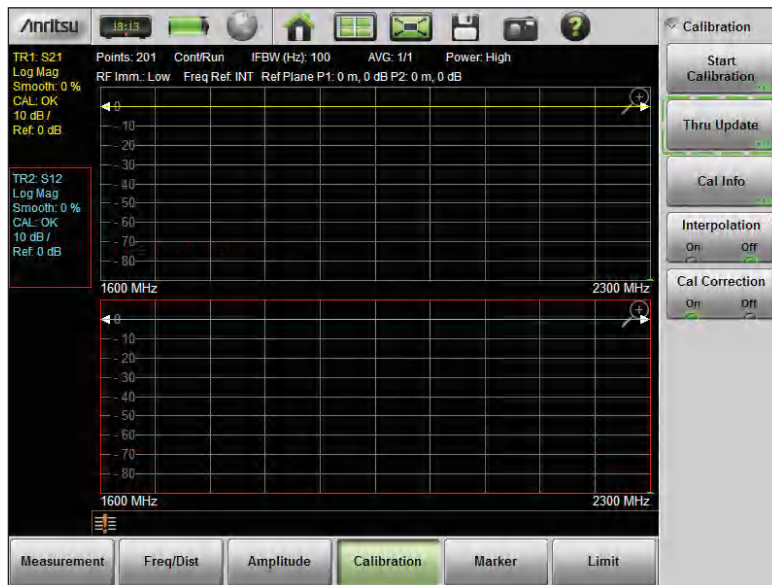 Anritsu
18:13
Calibration
TR1: S21
Log Mag
Smooth: 0 %
CAL: OK
10 dB /
Ref: 0 dB
Points: 201 Cont/Run IFBW (Hz): 100 AVG: 1/1 Power: High
RF Imm.: Low Freq Ref: INT Ref Plane P1: 0 m, 0 dB P2: 0 m, 0 dB
0
-10
-20
-30
-40
-50
-60
-70
-80
1600 MHz 2300 MHz
TR2: S12
Log Mag
Smooth: 0 %
CAL: OK
10 dB /
Ref: 0 dB
0
-10
-20
-30
-40
-50
-60
-70
-80
1600 MHz 2300 MHz
Start
Calibration
Thru Update
Cal Info
Interpolation
On Off
Cal Correction
On Off
Measurement Freq/Dist Amplitude Calibration Marker Limit